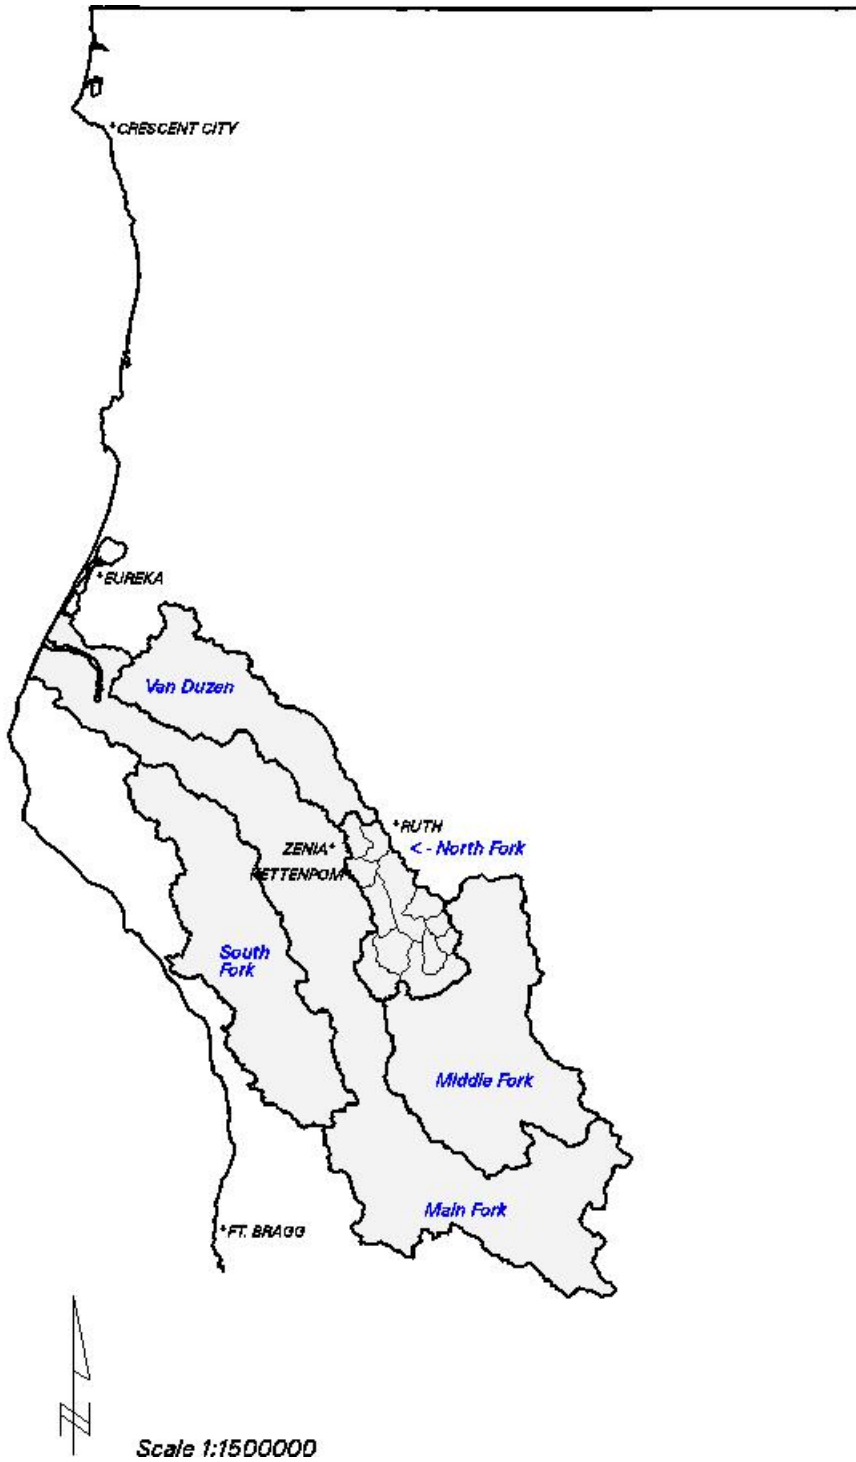 +CRESCENT CITY
+EUREKA
Van Duzen
+RUTH
ZENIA+
<- North Fork
KETTENPOM
South
Fork
Middle Fork
Main Fork
+FT. BRAGG
N
Scale 1:1500000